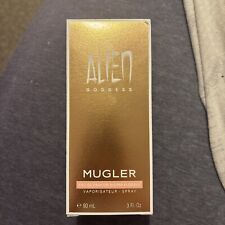 ALIEN
GODDESS
MUGLER
VAPORISATEUR - SPRAY
90 mL 3 Fl. Oz